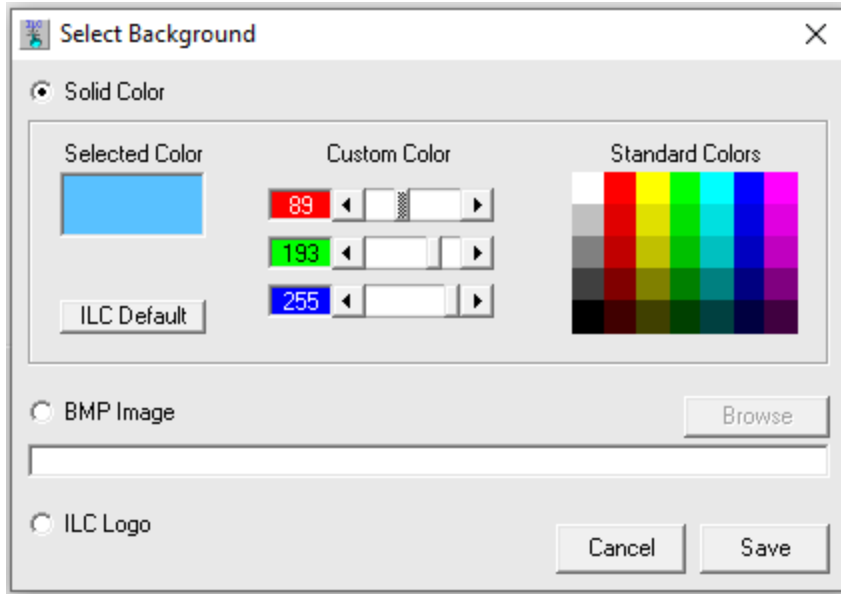 Select Background
Solid Color
Selected Color
Custom Color
Standard Colors
89
193
255
ILC Default
BMP Image
Browse
ILC Logo
Cancel
Save